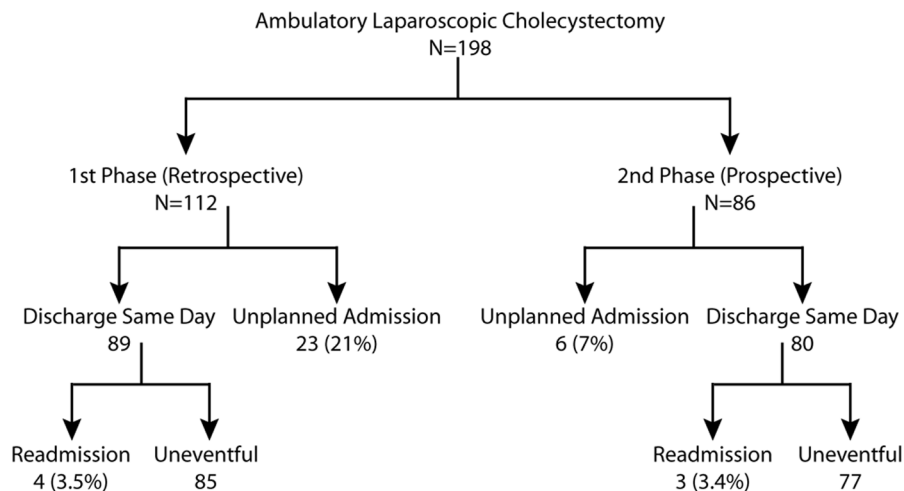 Ambulatory Laparoscopic Cholecystectomy
N=198
1st Phase (Retrospective)
N=112
2nd Phase (Prospective)
N=86
Discharge Same Day
89
Unplanned Admission
23 (21%)
Unplanned Admission
6 (7%)
Discharge Same Day
80
Readmission
4 (3.5%)
Uneventful
85
Readmission
3 (3.4%)
Uneventful
77